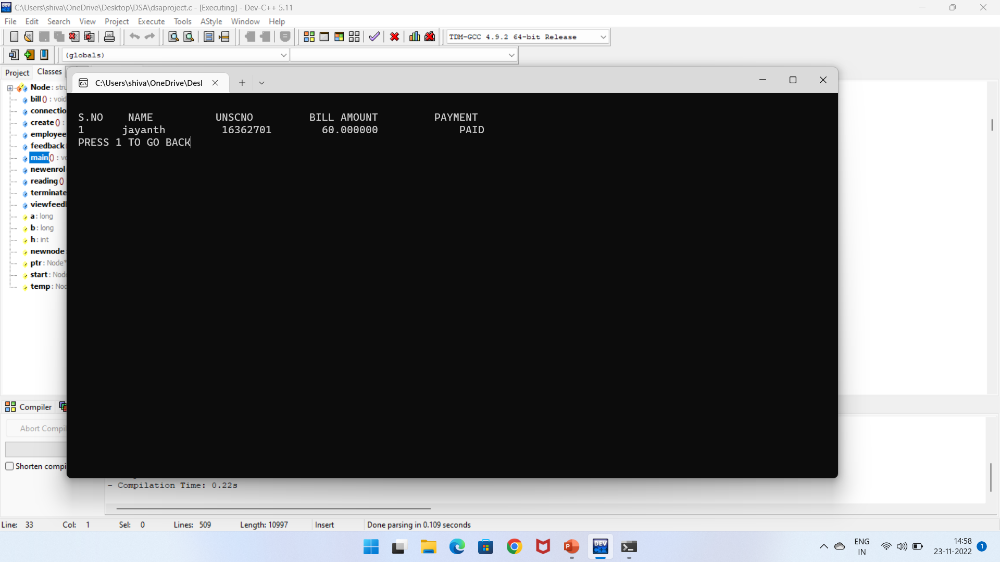 C:\Users\shiva\OneDrive\Desktop\DSA\dsaproject.c - [Executing] - Dev-C++ 5.11
File Edit Search View Project Execute Tools AStyle Window Help
TDM-GCC 4.9.2 64-bit Release
(globals)
Project Classes
C:\Users\shiva\OneDrive\Desl
Node : stru
bill () : void
connectio
create () :
employee
feedback
main () : vo
newenrol
reading ()
terminate
viewfeed
a : long
b : long
h : int
newnode
ptr : Node*
start : Nod
temp : Noc
S.NO NAME UNSCNO BILL AMOUNT PAYMENT
1 jayanth 16362701 60.000000 PAID
PRESS 1 TO GO BACK
Compiler
Abort Compil
Shorten compi
- Compilation Time: 0.22s
Line: 33 Col: 1 Sel: 0 Lines: 509 Length: 10997 Insert Done parsing in 0.109 seconds
DEV
ENG
IN
14:58
23-11-2022
1